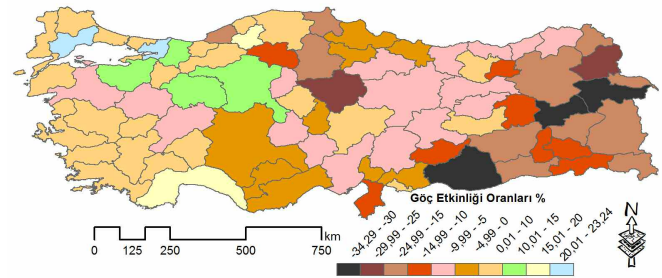 Göç Etkinliği Oranları %
-34,29 - -30
-29,99 - -25
-24,99 - -15
-14,99 - -10
-9,99 - -5
-4,99 - 0
0,01 - 10
10,01 - 15
15,01 - 20
20,01 - 23,24
N
0 125 250 500 750
km